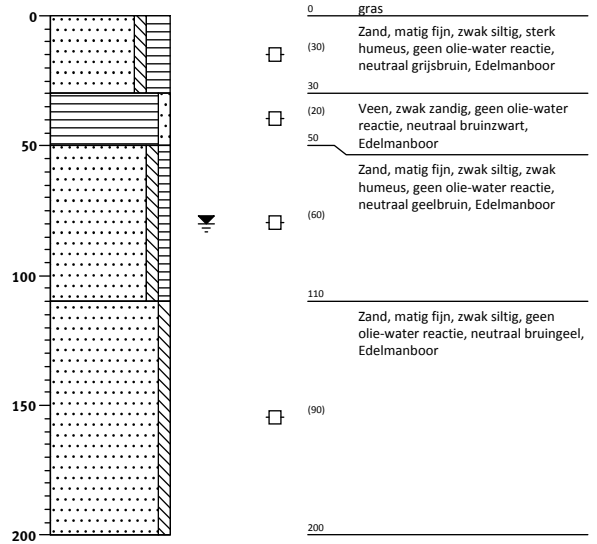 0
50
100
150
200
0 gras
(30) Zand, matig fijn, zwak siltig, sterk
humeus, geen olie-water reactie,
neutraal grijsbruin, Edelmanboor
30
(20) Veen, zwak zandig, geen olie-water
reactie, neutraal bruinzwart,
50 Edelmanboor
Zand, matig fijn, zwak siltig, zwak
humeus, geen olie-water reactie,
neutraal geelbruin, Edelmanboor
(60)
110
Zand, matig fijn, zwak siltig, geen
olie-water reactie, neutraal bruingeel,
Edelmanboor
(90)
200